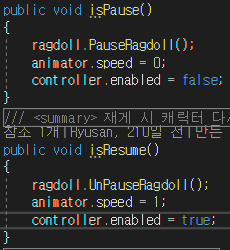 public void isPause()
{
ragdoll.PauseRagdoll();
animator.speed = 0;
controller.enabled = false;
}
/// <summary> 재게 시 캐릭터 다시
참조 1개|Ryusan, 210일 전|만든
public void isResume()
{
ragdoll.UnPauseRagdoll();
animator.speed = 1;
controller.enabled = true;
}